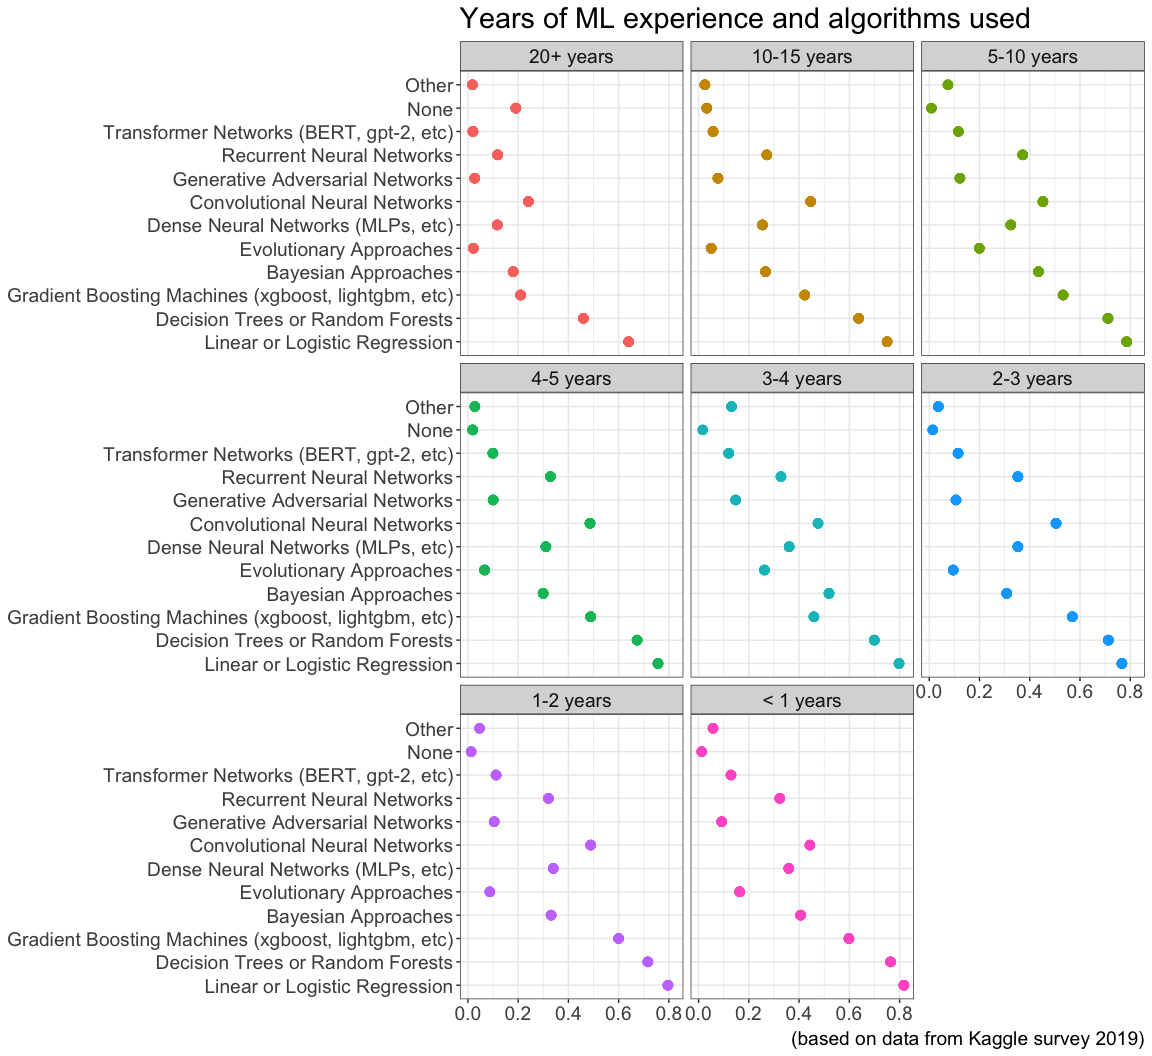 Years of ML experience and algorithms used
20+ years
10-15 years
5-10 years
Other
None
Transformer Networks (BERT, gpt-2, etc)
Recurrent Neural Networks
Generative Adversarial Networks
Convolutional Neural Networks
Dense Neural Networks (MLPs, etc)
Evolutionary Approaches
Bayesian Approaches
Gradient Boosting Machines (xgboost, lightgbm, etc)
Decision Trees or Random Forests
Linear or Logistic Regression
4-5 years
3-4 years
2-3 years
Other
None
Transformer Networks (BERT, gpt-2, etc)
Recurrent Neural Networks
Generative Adversarial Networks
Convolutional Neural Networks
Dense Neural Networks (MLPs, etc)
Evolutionary Approaches
Bayesian Approaches
Gradient Boosting Machines (xgboost, lightgbm, etc)
Decision Trees or Random Forests
Linear or Logistic Regression
0.0 0.2 0.4 0.6 0.8
1-2 years
< 1 years
Other
None
Transformer Networks (BERT, gpt-2, etc)
Recurrent Neural Networks
Generative Adversarial Networks
Convolutional Neural Networks
Dense Neural Networks (MLPs, etc)
Evolutionary Approaches
Bayesian Approaches
Gradient Boosting Machines (xgboost, lightgbm, etc)
Decision Trees or Random Forests
Linear or Logistic Regression
0.0 0.2 0.4 0.6 0.8
0.0 0.2 0.4 0.6 0.8
(based on data from Kaggle survey 2019)